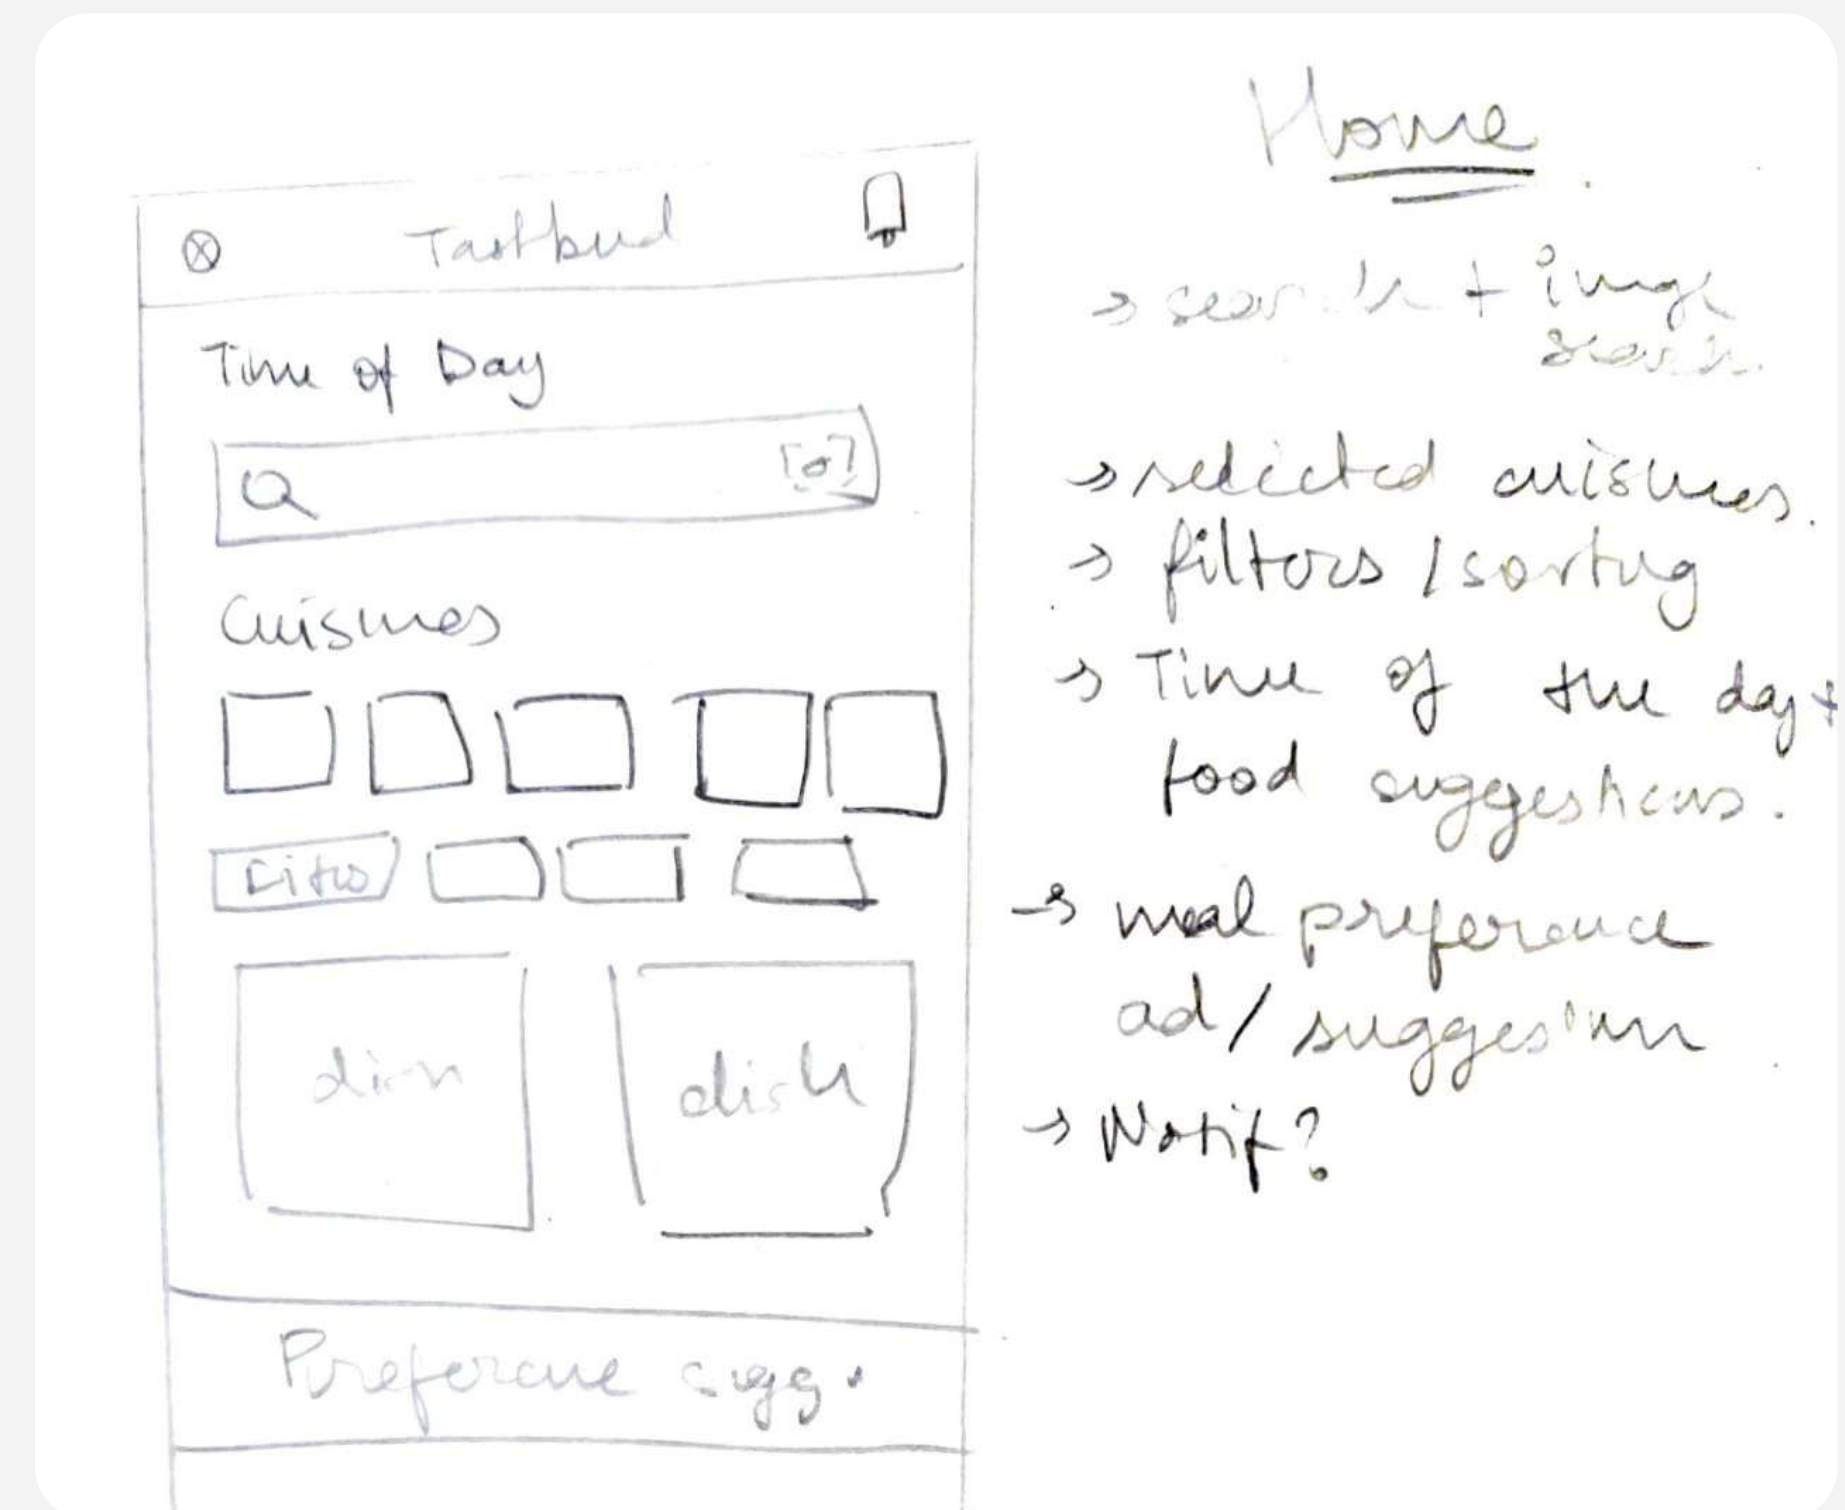 Tastbud
Time of Day
Cuisines
dish
dish
Preference sugg.
Home
→ search + image
search.
→ selected cuisines.
→ filters / sorting
→ Time of the day +
food suggestions.
→ meal preference
ad / suggestion
→ Notif?